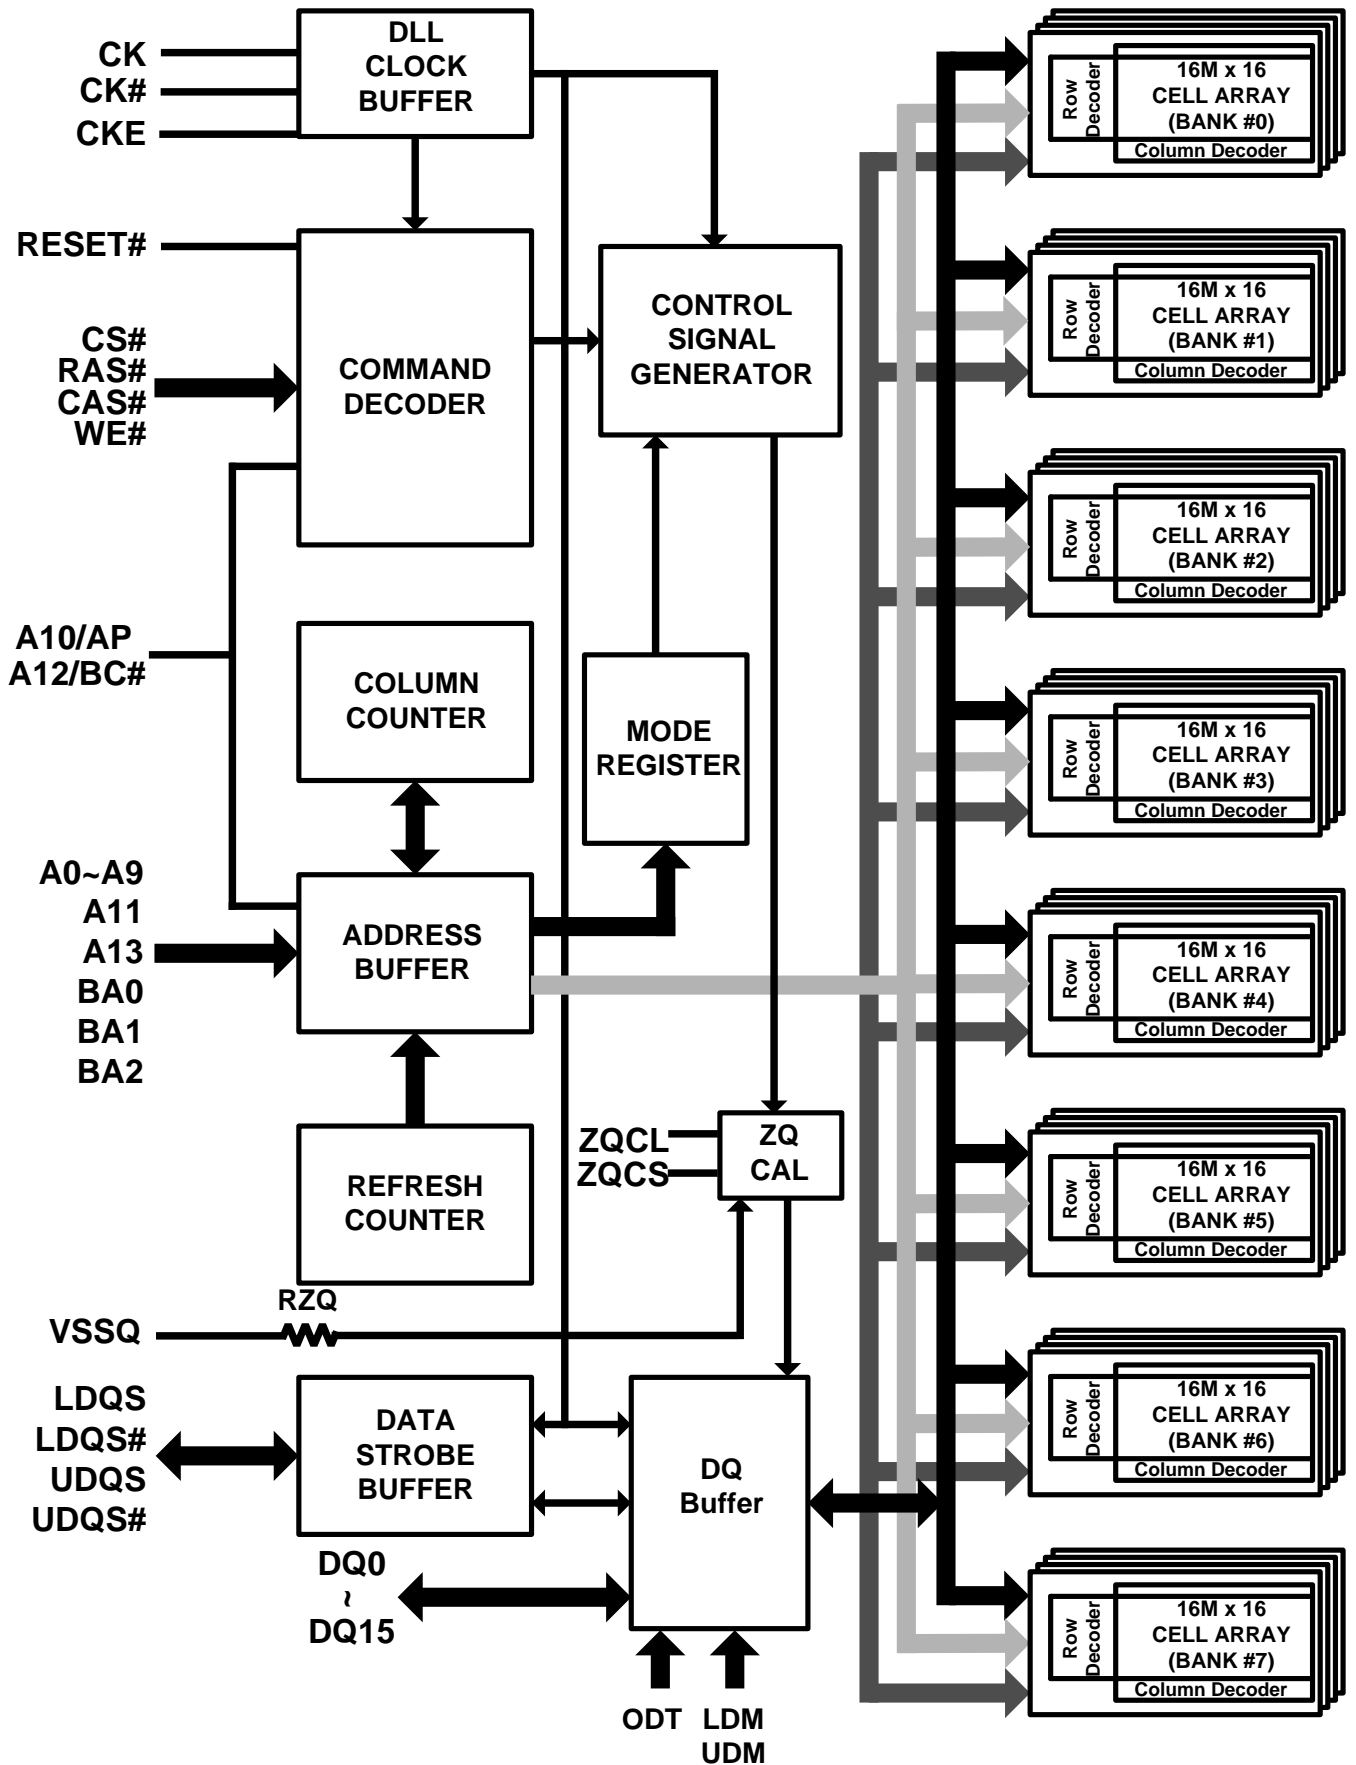 CK
CK#
CKE
DLL
CLOCK
BUFFER
RESET#
CS#
RAS#
CAS#
WE#
COMMAND
DECODER
CONTROL
SIGNAL
GENERATOR
A10/AP
A12/BC#
COLUMN
COUNTER
MODE
REGISTER
A0~A9
A11
A13
BA0
BA1
BA2
ADDRESS
BUFFER
REFRESH
COUNTER
ZQCL
ZQCS
ZQ
CAL
RZQ
VSSQ
LDQS
LDQS#
UDQS
UDQS#
DATA
STROBE
BUFFER
DQ
Buffer
DQ0
~
DQ15
ODT
LDM
UDM
Row
Decoder
16M x 16
CELL ARRAY
(BANK #0)
Column Decoder
Row
Decoder
16M x 16
CELL ARRAY
(BANK #1)
Column Decoder
Row
Decoder
16M x 16
CELL ARRAY
(BANK #2)
Column Decoder
Row
Decoder
16M x 16
CELL ARRAY
(BANK #3)
Column Decoder
Row
Decoder
16M x 16
CELL ARRAY
(BANK #4)
Column Decoder
Row
Decoder
16M x 16
CELL ARRAY
(BANK #5)
Column Decoder
Row
Decoder
16M x 16
CELL ARRAY
(BANK #6)
Column Decoder
Row
Decoder
16M x 16
CELL ARRAY
(BANK #7)
Column Decoder